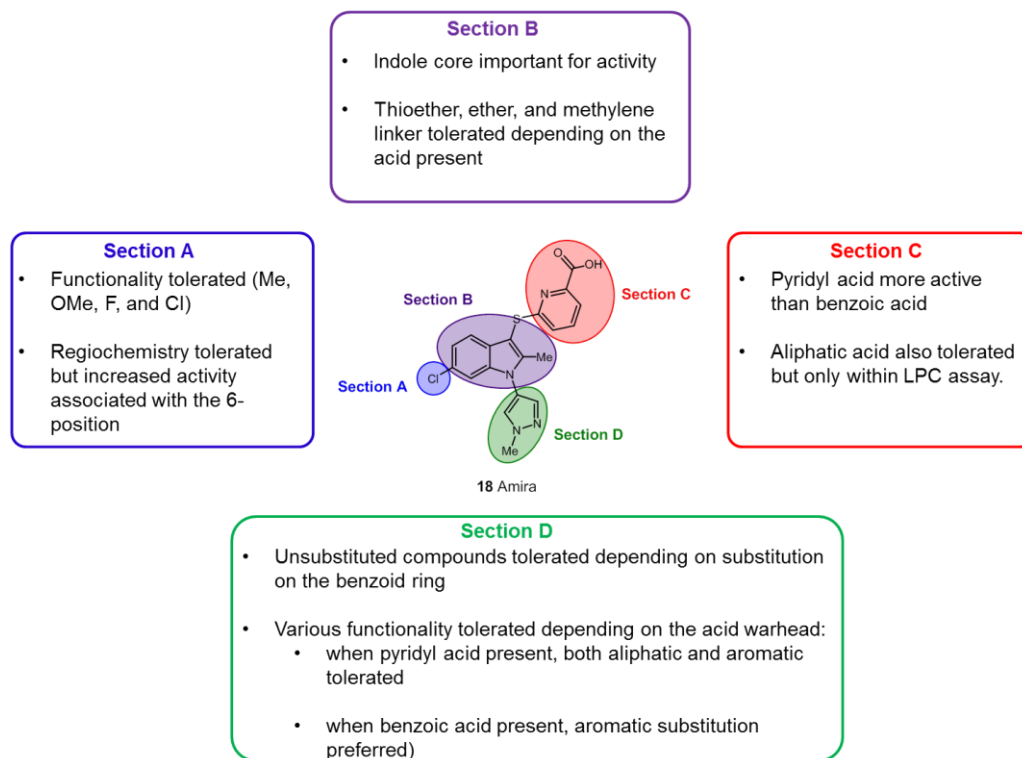 Section B
• Indole core important for activity
• Thioether, ether, and methylene
linker tolerated depending on the
acid present
Section A
• Functionality tolerated (Me,
OMe, F, and Cl)
• Regiochemistry tolerated
but increased activity
associated with the 6-
position
Section B
Section C
Section A
Section D
O
OH
N
S
Me
Cl
N
N
N
Me
18 Amira
Section C
• Pyridyl acid more active
than benzoic acid
• Aliphatic acid also tolerated
but only within LPC assay.
Section D
• Unsubstituted compounds tolerated depending on substitution
on the benzoid ring
• Various functionality tolerated depending on the acid warhead:
• when pyridyl acid present, both aliphatic and aromatic
tolerated
• when benzoic acid present, aromatic substitution
preferred)